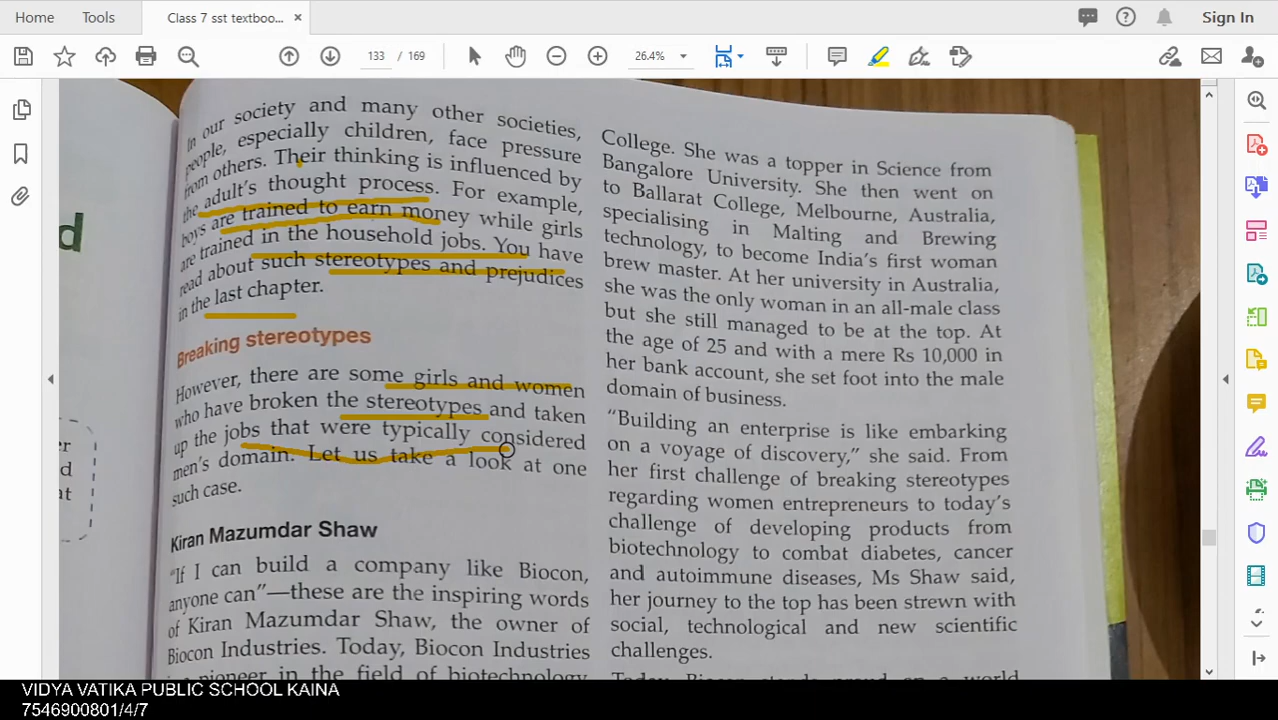 Home
Tools
Class 7 sst textboo...
Sign In
133 / 169
26.4%
In our society and many other societies,
people, especially children, face pressure
from others. Their thinking is influenced by
the adult's thought process. For example,
boys are trained to earn money while girls
are trained in the household jobs. You have
read about such stereotypes and prejudices
in the last chapter.
Breaking stereotypes
However, there are some girls and women
who have broken the stereotypes and taken
up the jobs that were typically considered
men's domain. Let us take a look at one
such case.
Kiran Mazumdar Shaw
"If I can build a company like Biocon,
anyone can"—these are the inspiring words
of Kiran Mazumdar Shaw, the owner of
Biocon Industries. Today, Biocon Industries
pioneer in the field of biotechnology
College. She was a topper in Science from
Bangalore University. She then went on
to Ballarat College, Melbourne, Australia,
specialising in Malting and Brewing
technology, to become India's first woman
brew master. At her university in Australia,
she was the only woman in an all-male class
but she still managed to be at the top. At
the age of 25 and with a mere Rs 10,000 in
her bank account, she set foot into the male
domain of business.
"Building an enterprise is like embarking
on a voyage of discovery," she said. From
her first challenge of breaking stereotypes
regarding women entrepreneurs to today's
challenge of developing products from
biotechnology to combat diabetes, cancer
and autoimmune diseases, Ms Shaw said,
her journey to the top has been strewn with
social, technological and new scientific
challenges.
Today, Biocon stands proud on a world
d
er
d
at
VIDYA VATIKA PUBLIC SCHOOL KAINA
7546900801/4/7